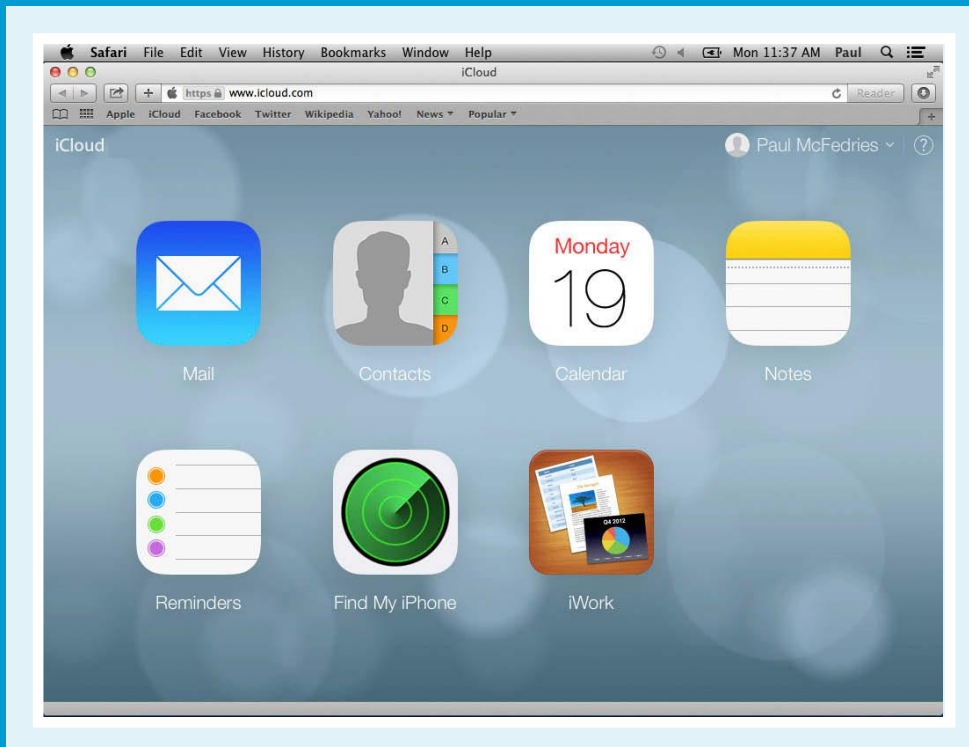 Safari File Edit View History Bookmarks Window Help Mon 11:37 AM Paul
iCloud
https www.icloud.com Reader
Apple iCloud Facebook Twitter Wikipedia Yahoo! News Popular
iCloud Paul McFedries ?
A
B
C
D
Monday
19
Mail Contacts Calendar Notes
Q4 2012
Reminders Find My iPhone iWork